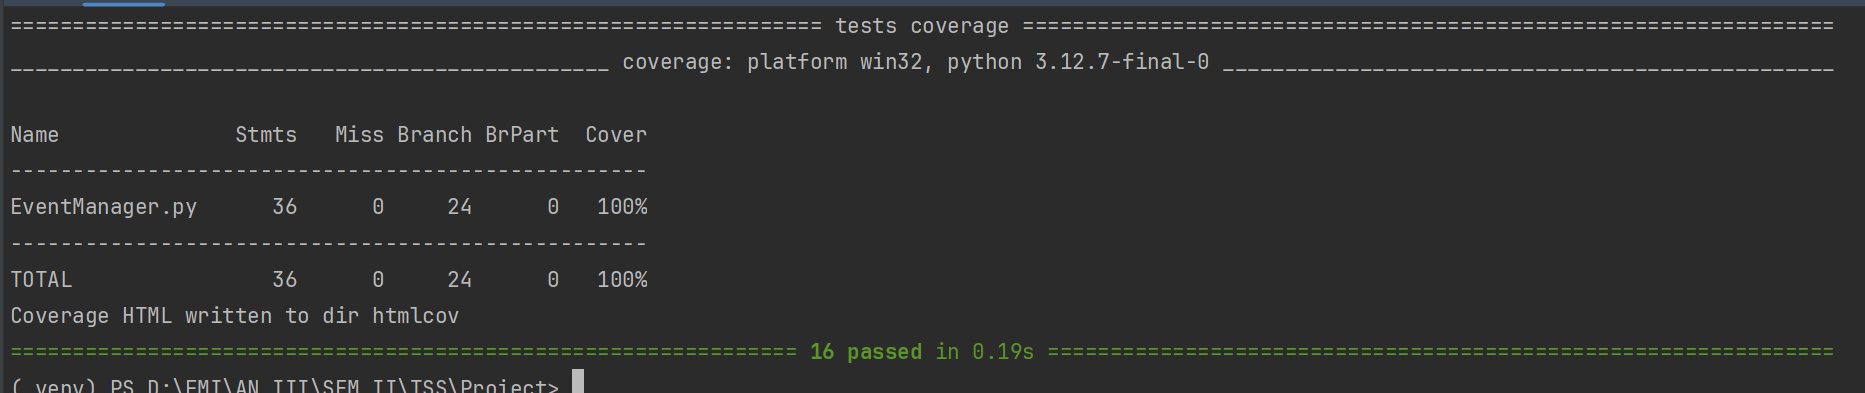 ================================================================= tests coverage =================================================================
________________________________________________ coverage: platform win32, python 3.12.7-final-0 _________________________________________________
Name              Stmts   Miss Branch BrPart  Cover
---------------------------------------------------
EventManager.py      36      0     24      0   100%
---------------------------------------------------
TOTAL                36      0     24      0   100%
Coverage HTML written to dir htmlcov
=============================================================== 16 passed in 0.19s ===============================================================
(.venv) PS D:\FMI\AN III\SEM II\TSS\Project>